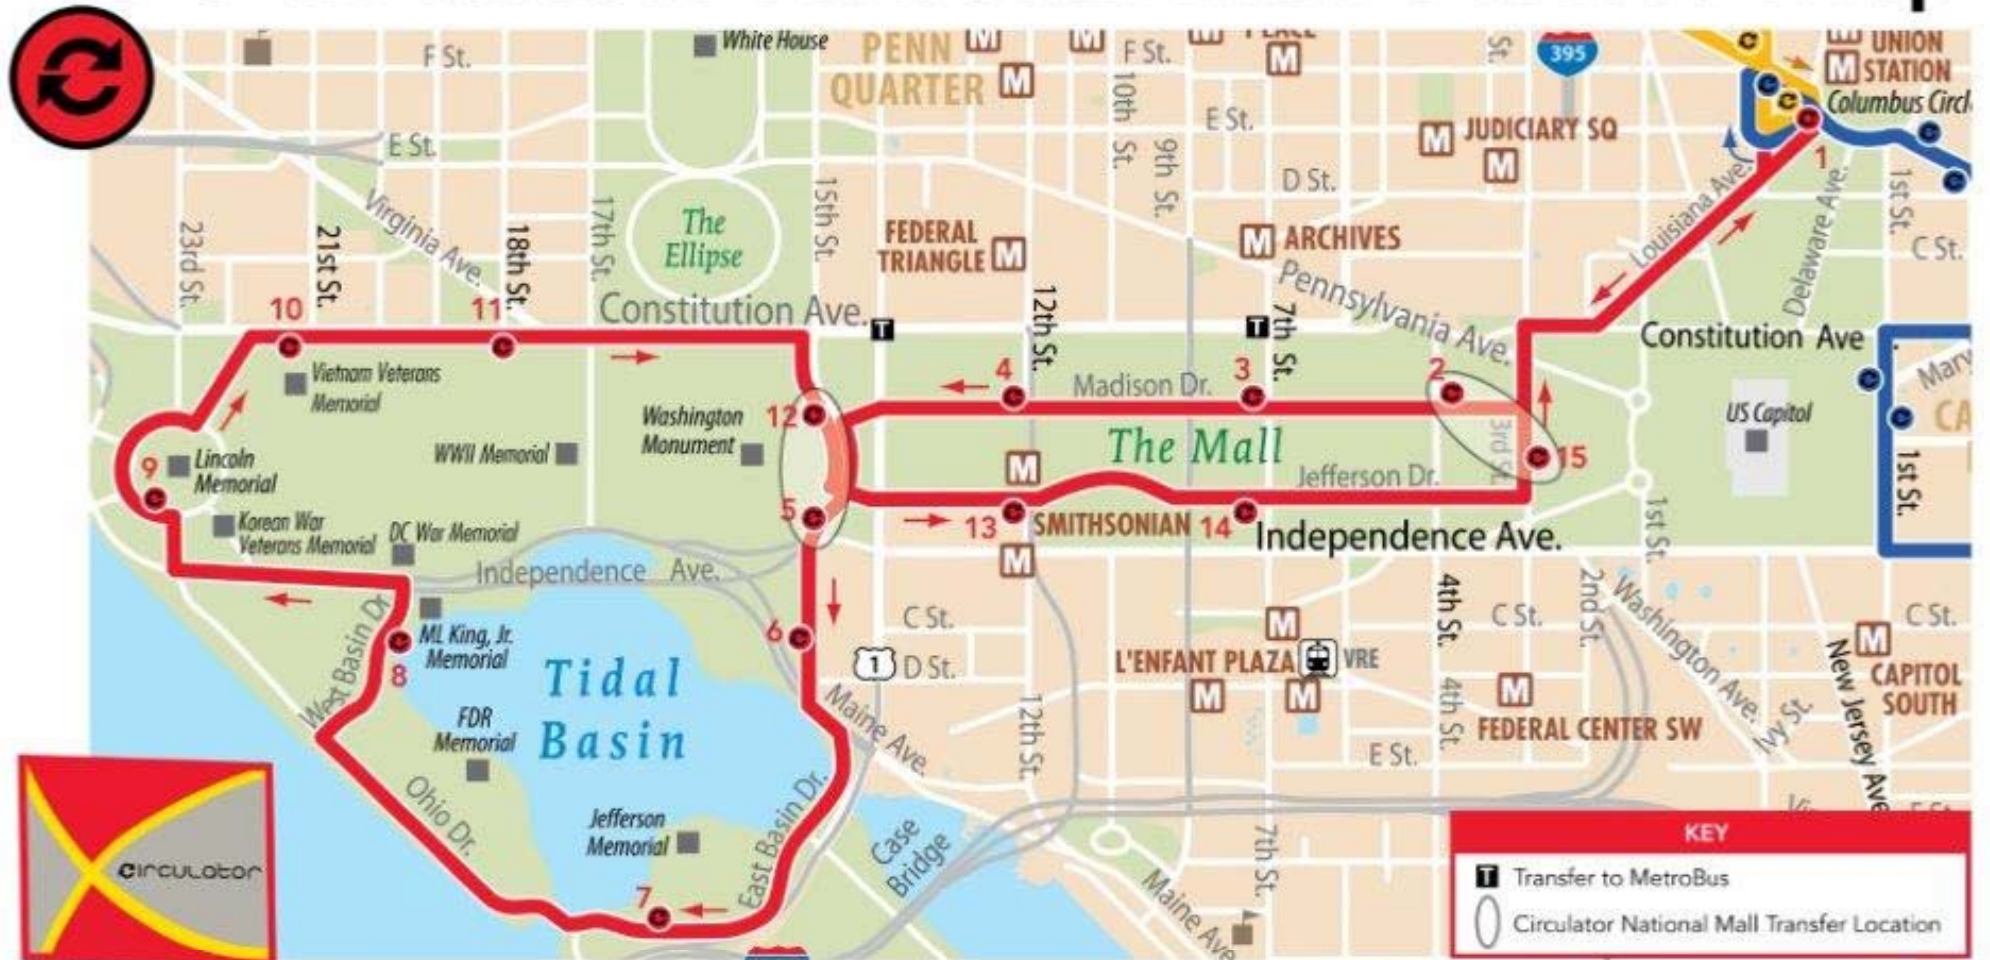 White House
PENN
QUARTER
M
M
M
M
F St.
F St.
St.
395
UNION
STATION
M
Columbus Circl
10th St.
E St.
E St.
M JUDICIARY SQ
M
1
9th St.
D St.
Virginia Ave.
17th St.
The
Ellipse
15th St.
FEDERAL
TRIANGLE M
M ARCHIVES
Louisiana Ave.
Delaware Ave.
1st St.
C St.
23rd St.
21st St.
18th St.
10
11
Constitution Ave.
T
12th St.
T
7th St.
Pennsylvania Ave.
Constitution Ave
Mary
CA
Vietnam Veterans
Memorial
Washington
Monument
12
4
Madison Dr.
3
2
US Capitol
WWII Memorial
The Mall
3rd St.
15
9
Lincoln
Memorial
M
Jefferson Dr.
1st St.
5
Korean War
Veterans Memorial
DC War Memorial
13
SMITHSONIAN
14
Independence Ave.
1st St.
M
Independence Ave.
West Basin Dr.
ML King, Jr.
Memorial
8
6
C St.
1
D St.
M
L'ENFANT PLAZA
VRE
M
M
4th St.
C St.
2nd St.
Washington Ave.
C St.
M
CAPITOL
SOUTH
New Jersey Ave
Tidal
Basin
FDR
Memorial
Maine Ave.
12th St.
4th St.
M
FEDERAL CENTER SW
Ivy St.
E St.
Ohio Dr.
Jefferson
Memorial
East Basin Dr.
Case
Bridge
7th St.
Maine Ave
7
circulator
KEY
T Transfer to MetroBus
Circulator National Mall Transfer Location